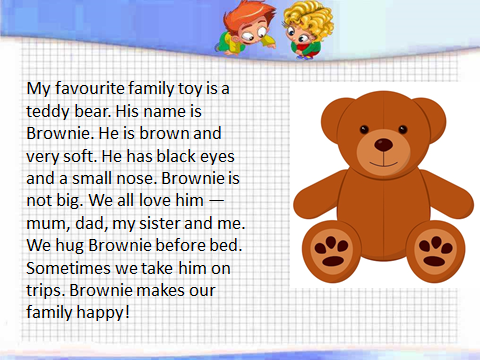 My favourite family toy is a
teddy bear. His name is
Brownie. He is brown and
very soft. He has black eyes
and a small nose. Brownie is
not big. We all love him —
mum, dad, my sister and me.
We hug Brownie before bed.
Sometimes we take him on
trips. Brownie makes our
family happy!